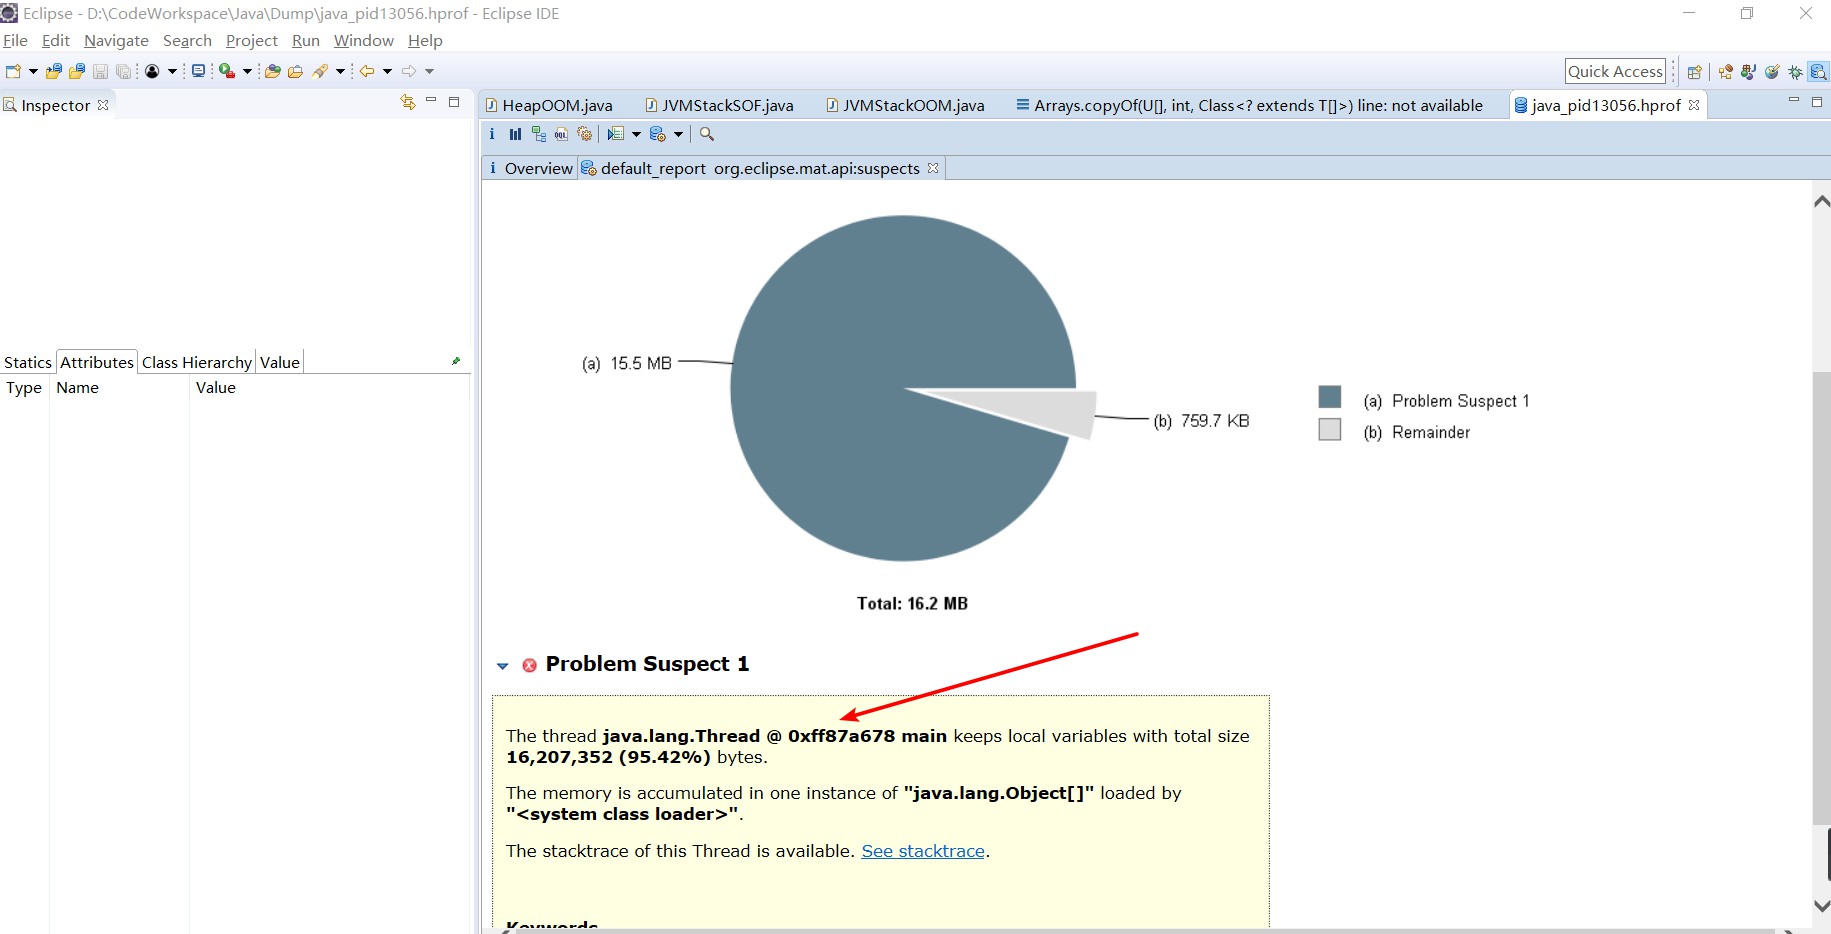 Eclipse - D:\CodeWorkspace\Java\Dump\java_pid13056.hprof - Eclipse IDE
File Edit Navigate Search Project Run Window Help
Quick Access
Inspector
HeapOOM.java JVMStackSOF.java JVMStackOOM.java Arrays.copyOf(U[], int, Class<? extends T[]>) line: not available java_pid13056.hprof
Overview default_report org.eclipse.mat.api:suspects
(a) 15.5 MB
(b) 759.7 KB
(a) Problem Suspect 1
(b) Remainder
Total: 16.2 MB
Statics Attributes Class Hierarchy Value
Type Name Value
Problem Suspect 1
The thread java.lang.Thread @ 0xff87a678 main keeps local variables with total size
16,207,352 (95.42%) bytes.
The memory is accumulated in one instance of "java.lang.Object[]" loaded by
"<system class loader>".
The stacktrace of this Thread is available. See stacktrace.
Keywords